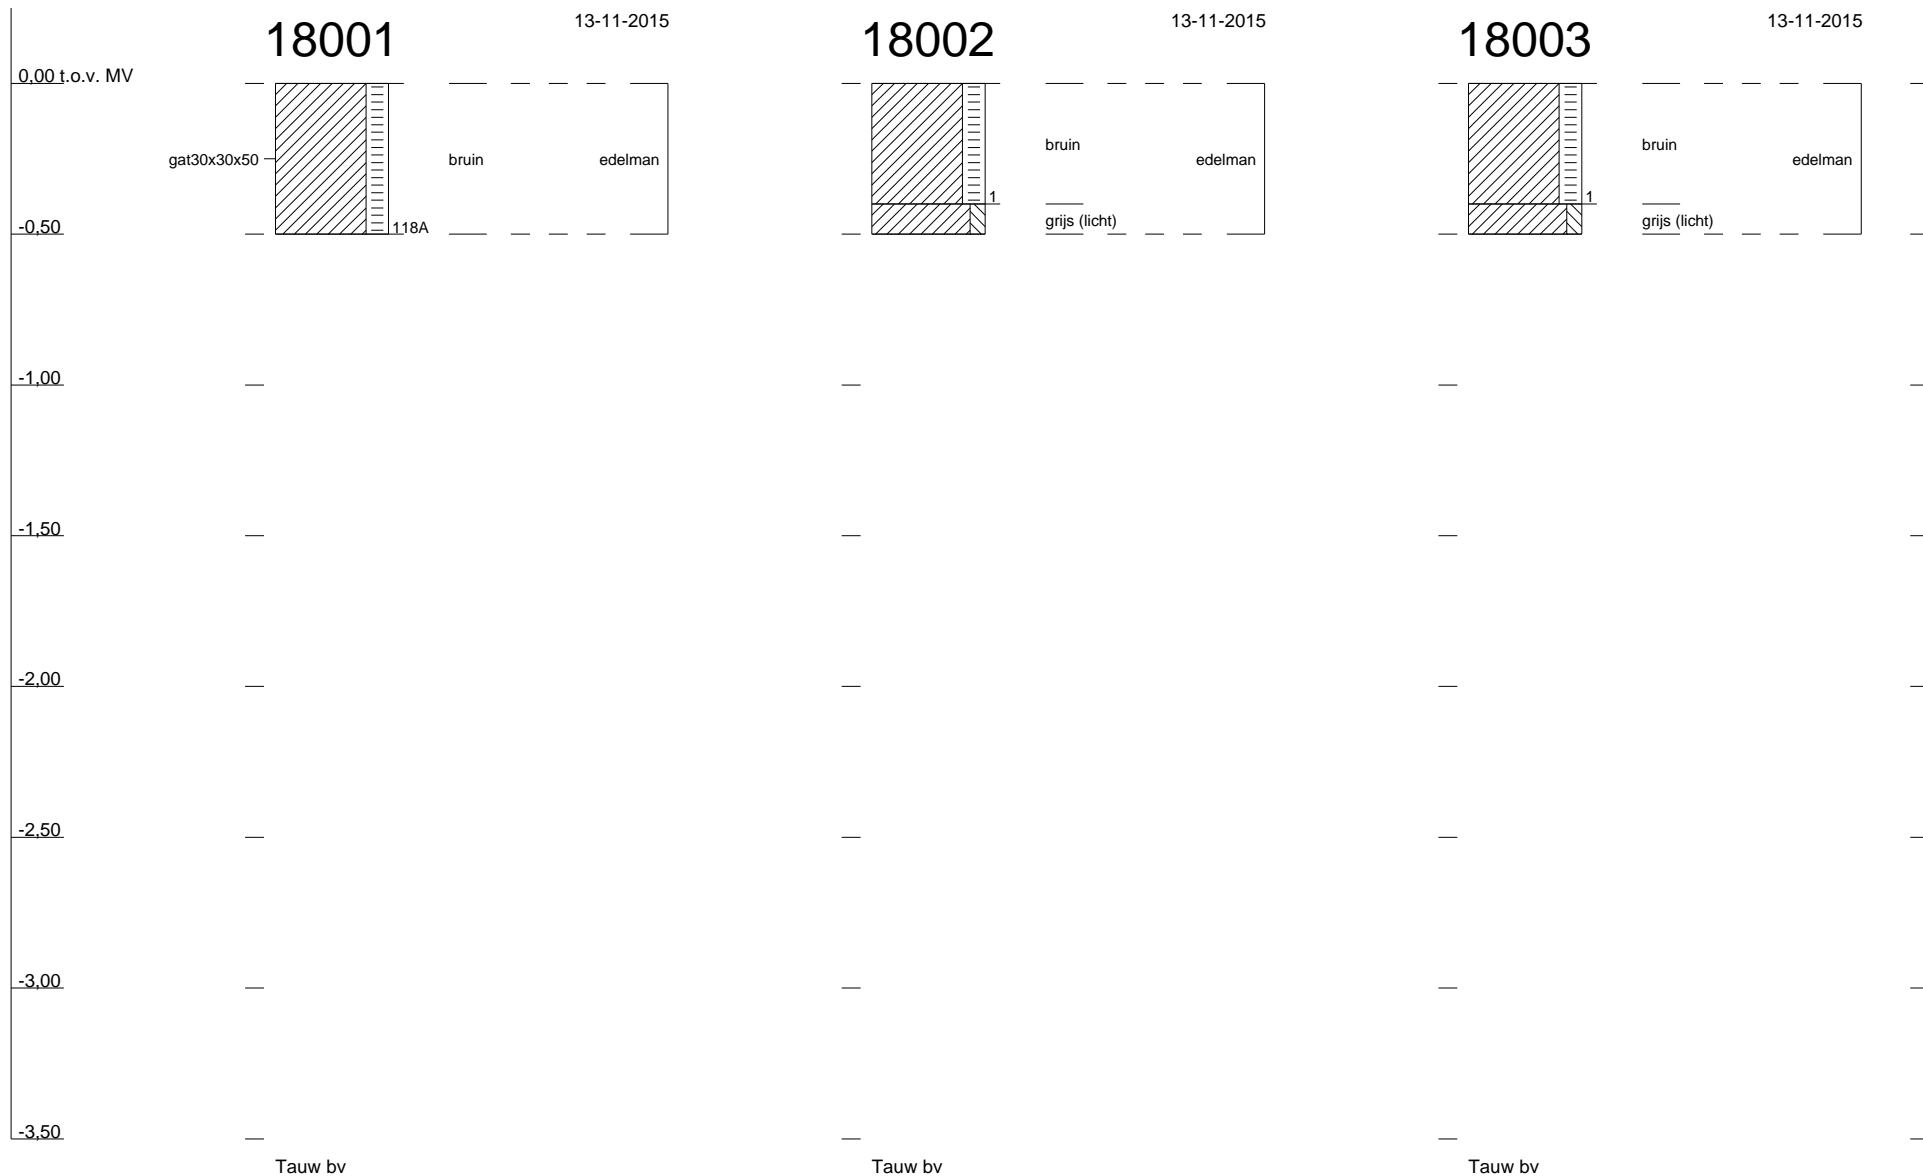 18001
13-11-2015
18002
13-11-2015
18003
13-11-2015
0,00 t.o.v. MV
gat30x30x50
bruin
edelman
118A
bruin
edelman
1
grijs (licht)
bruin
edelman
1
grijs (licht)
-0,50
-1,00
-1,50
-2,00
-2,50
-3,00
-3,50
Tauw bv
Tauw bv
Tauw bv